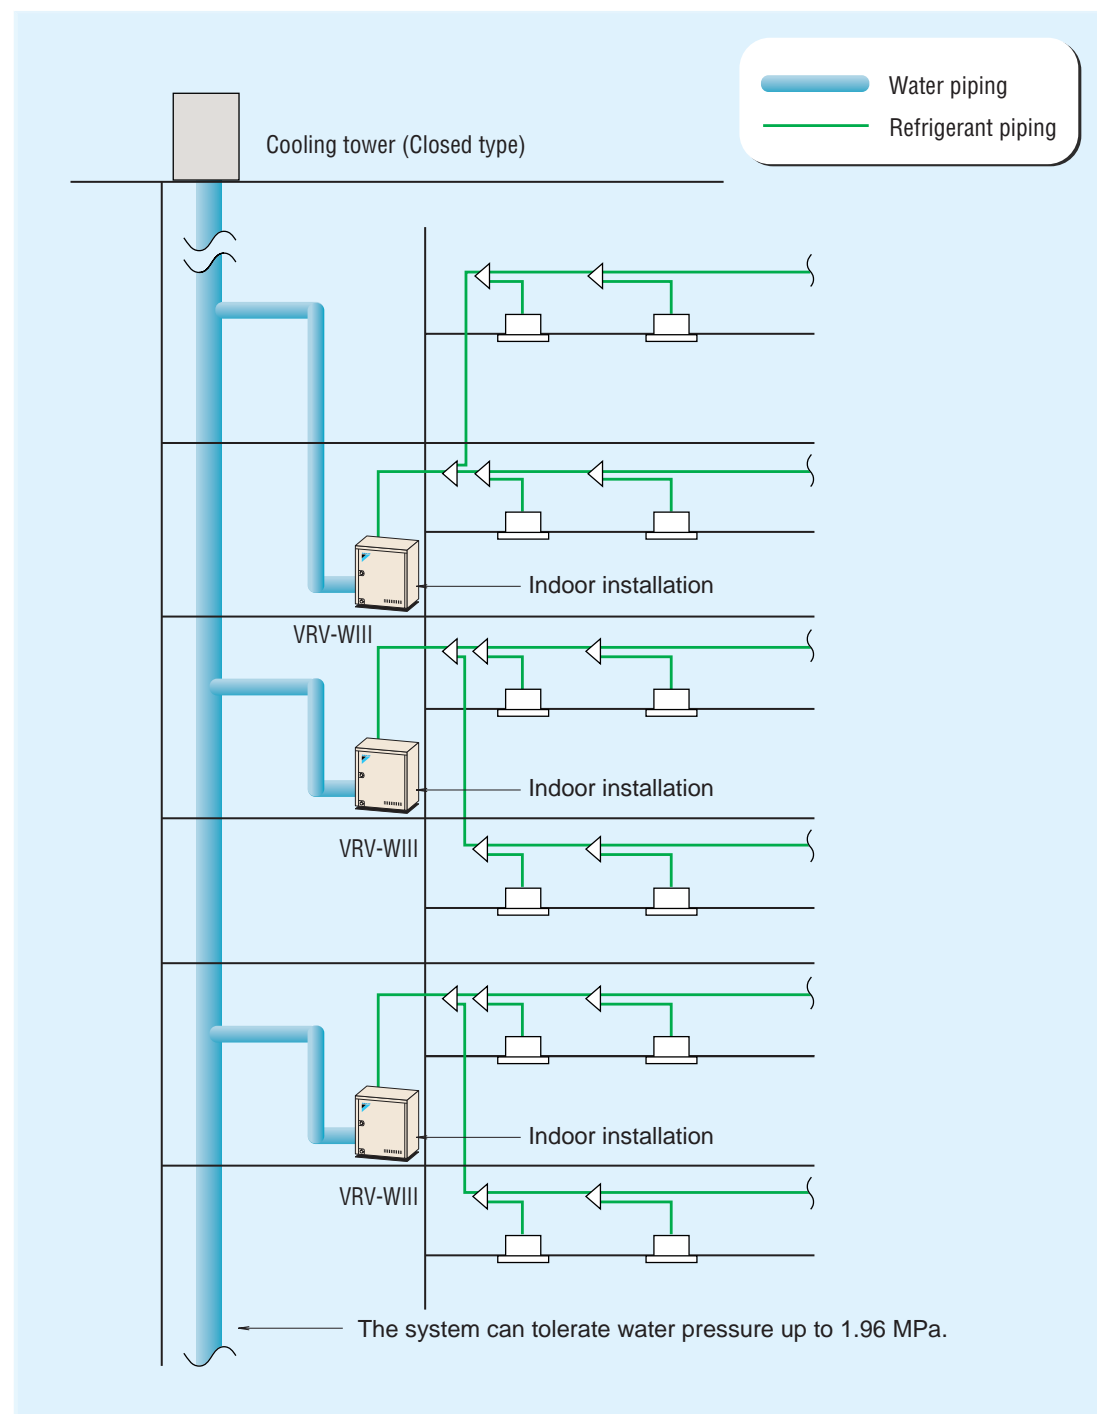 Water piping
Refrigerant piping
Cooling tower (Closed type)
Indoor installation
VRV-WIII
Indoor installation
VRV-WIII
Indoor installation
VRV-WIII
The system can tolerate water pressure up to 1.96 MPa.